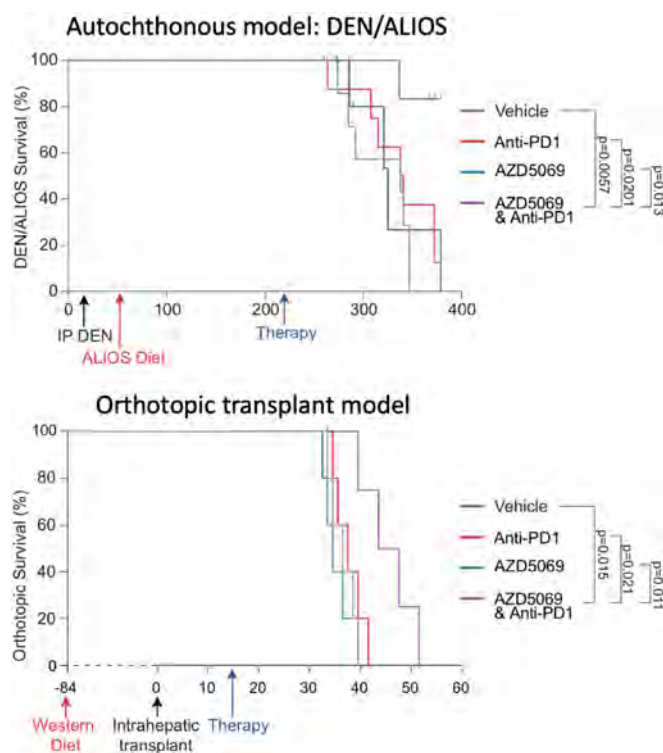 Autochthonous model: DEN/ALIOS
DEN/ALIOS Survival (%)
100
80
60
40
20
0
0
100
200
300
400
IP DEN
ALIOS Diet
Therapy
Vehicle
Anti-PD1
AZD5069
AZD5069
& Anti-PD1
p=0.0057
p=0.0201
p=0.013
Orthotopic transplant model
Orthotopic Survival (%)
100
80
60
40
20
0
-84
0
10
20
30
40
50
60
Western
Diet
Intrahepatic
transplant
Therapy
Vehicle
Anti-PD1
AZD5069
AZD5069
& Anti-PD1
p=0.015
p=0.021
p=0.011